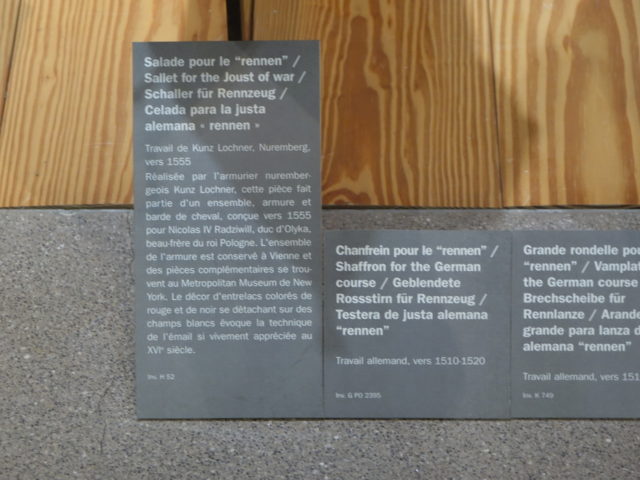 Salade pour le “rennen” /
Sallet for the Joust of war /
Schaller für Rennzeug /
Celada para la justa
alemana « rennen »
Travail de Kunz Lochner, Nuremberg,
vers 1555
Réalisée par l'armurier nurember-
geois Kunz Lochner, cette pièce fait
partie d'un ensemble, armure et
barde de cheval, conçue vers 1555
pour Nicolas IV Radziwill, duc d'Olyka,
beau-frère du roi Pologne. L'ensemble
de l'armure est conservé à Vienne et
des pièces complémentaires se trou-
vent au Metropolitan Museum de New
York. Le décor d'entrelacs colorés de
rouge et de noir se détachant sur des
champs blancs évoque la technique
de l'émail si vivement appréciée au
XVIᵉ siècle.
Inv. H 52
Chanfrein pour le “rennen” /
Shaffron for the German
course / Geblendete
Rossstirn für Rennzeug /
Testera de justa alemana
“rennen”
Travail allemand, vers 1510-1520
Inv. G PO 2395
Grande rondelle pou
“rennen” / Vamplat
the German course
Brechscheibe für
Rennlanze / Arande
grande para lanza d
alemana “rennen”
Travail allemand, vers 151
Inv. K 749